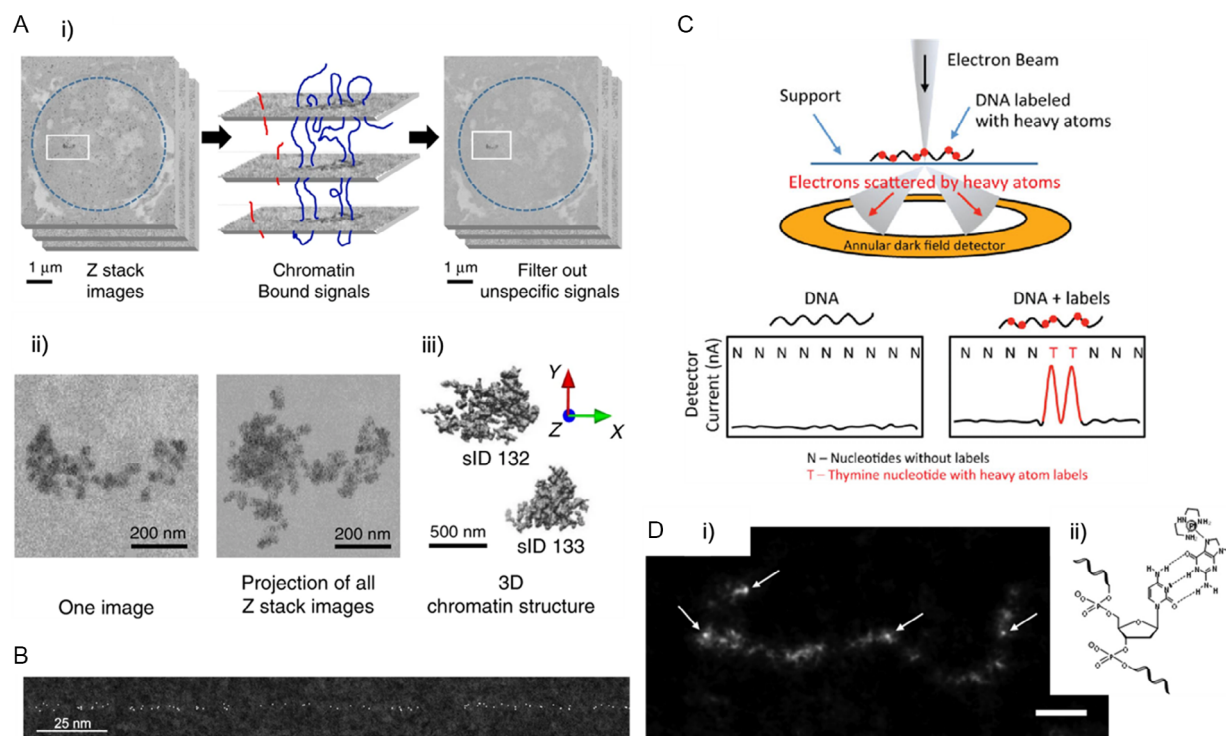 A
i)
1 µm
Z stack
images
Chromatin
Bound signals
1 µm
Filter out
unspecific signals
ii)
200 nm
One image
200 nm
Projection of all
Z stack images
iii)
Y
Z
X
sID 132
500 nm
sID 133
3D
chromatin structure
B
25 nm
C
Electron Beam
Support
DNA labeled
with heavy atoms
Electrons scattered by heavy atoms
Annular dark field detector
DNA
DNA + labels
Detector
Current (nA)
N N N N N N N N N
N N N N T T N N N
N – Nucleotides without labels
T – Thymine nucleotide with heavy atom labels
D
i)
ii)